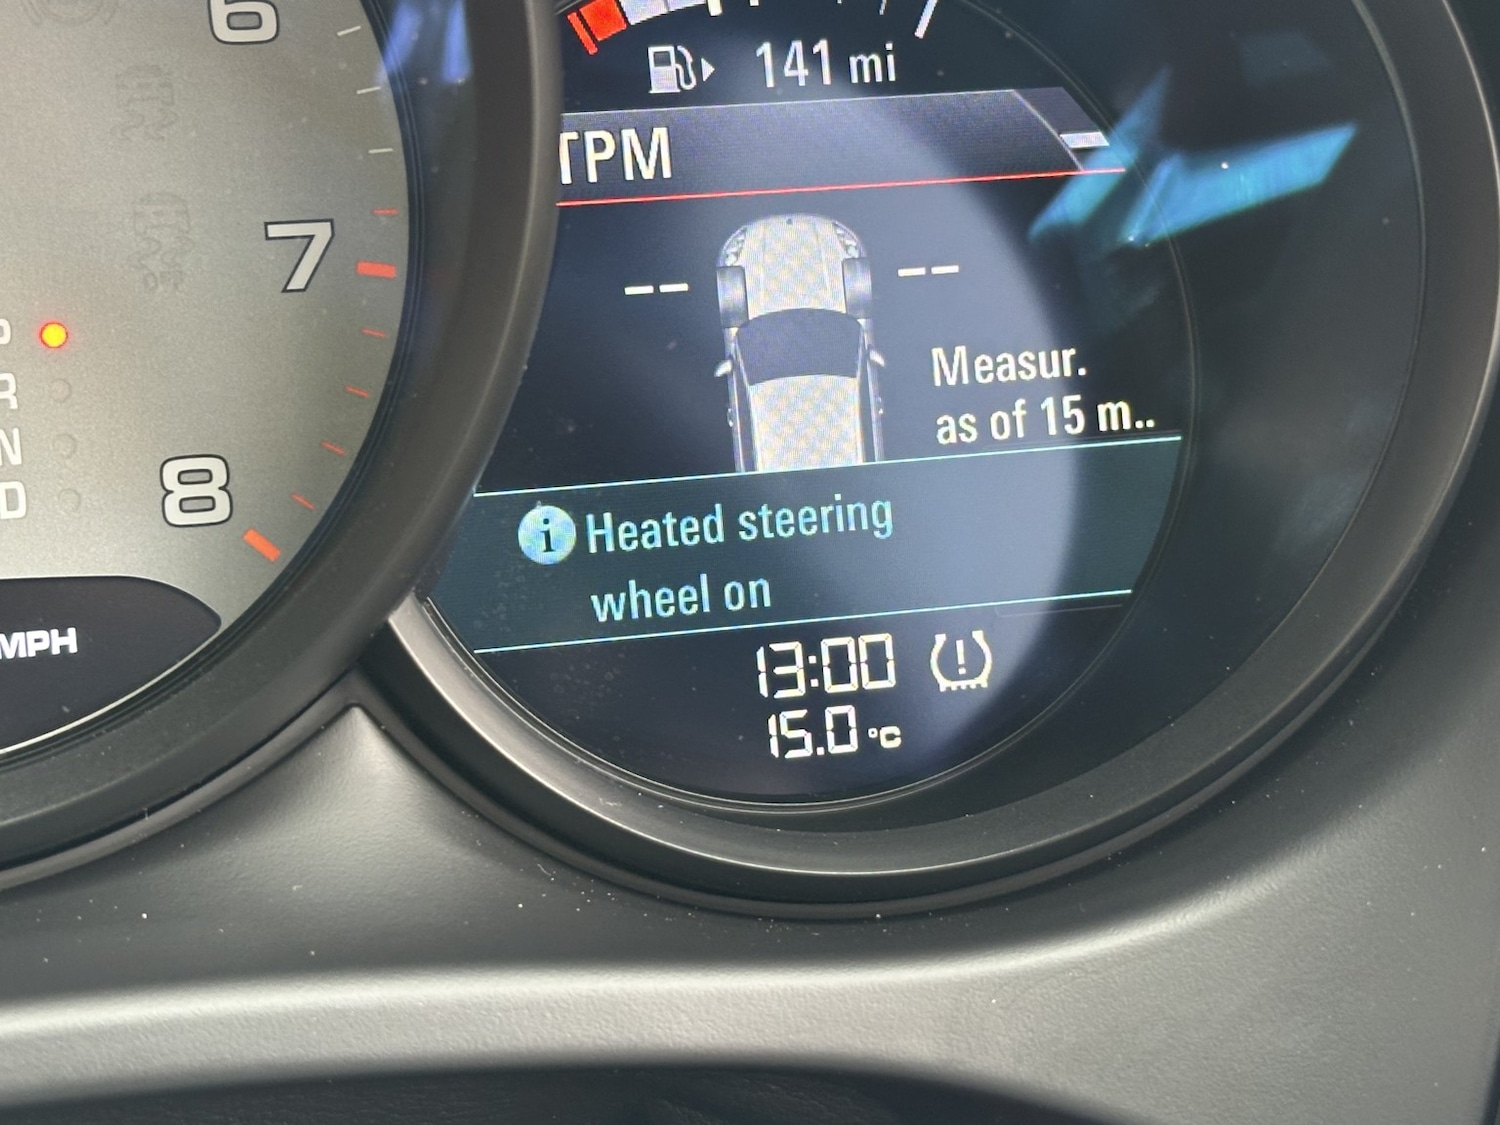 6
7
8
R
N
D
MPH
141 mi
TPM
-- --
Measur.
as of 15 m..
i Heated steering
wheel on
13:00 (!)
15.0 °C